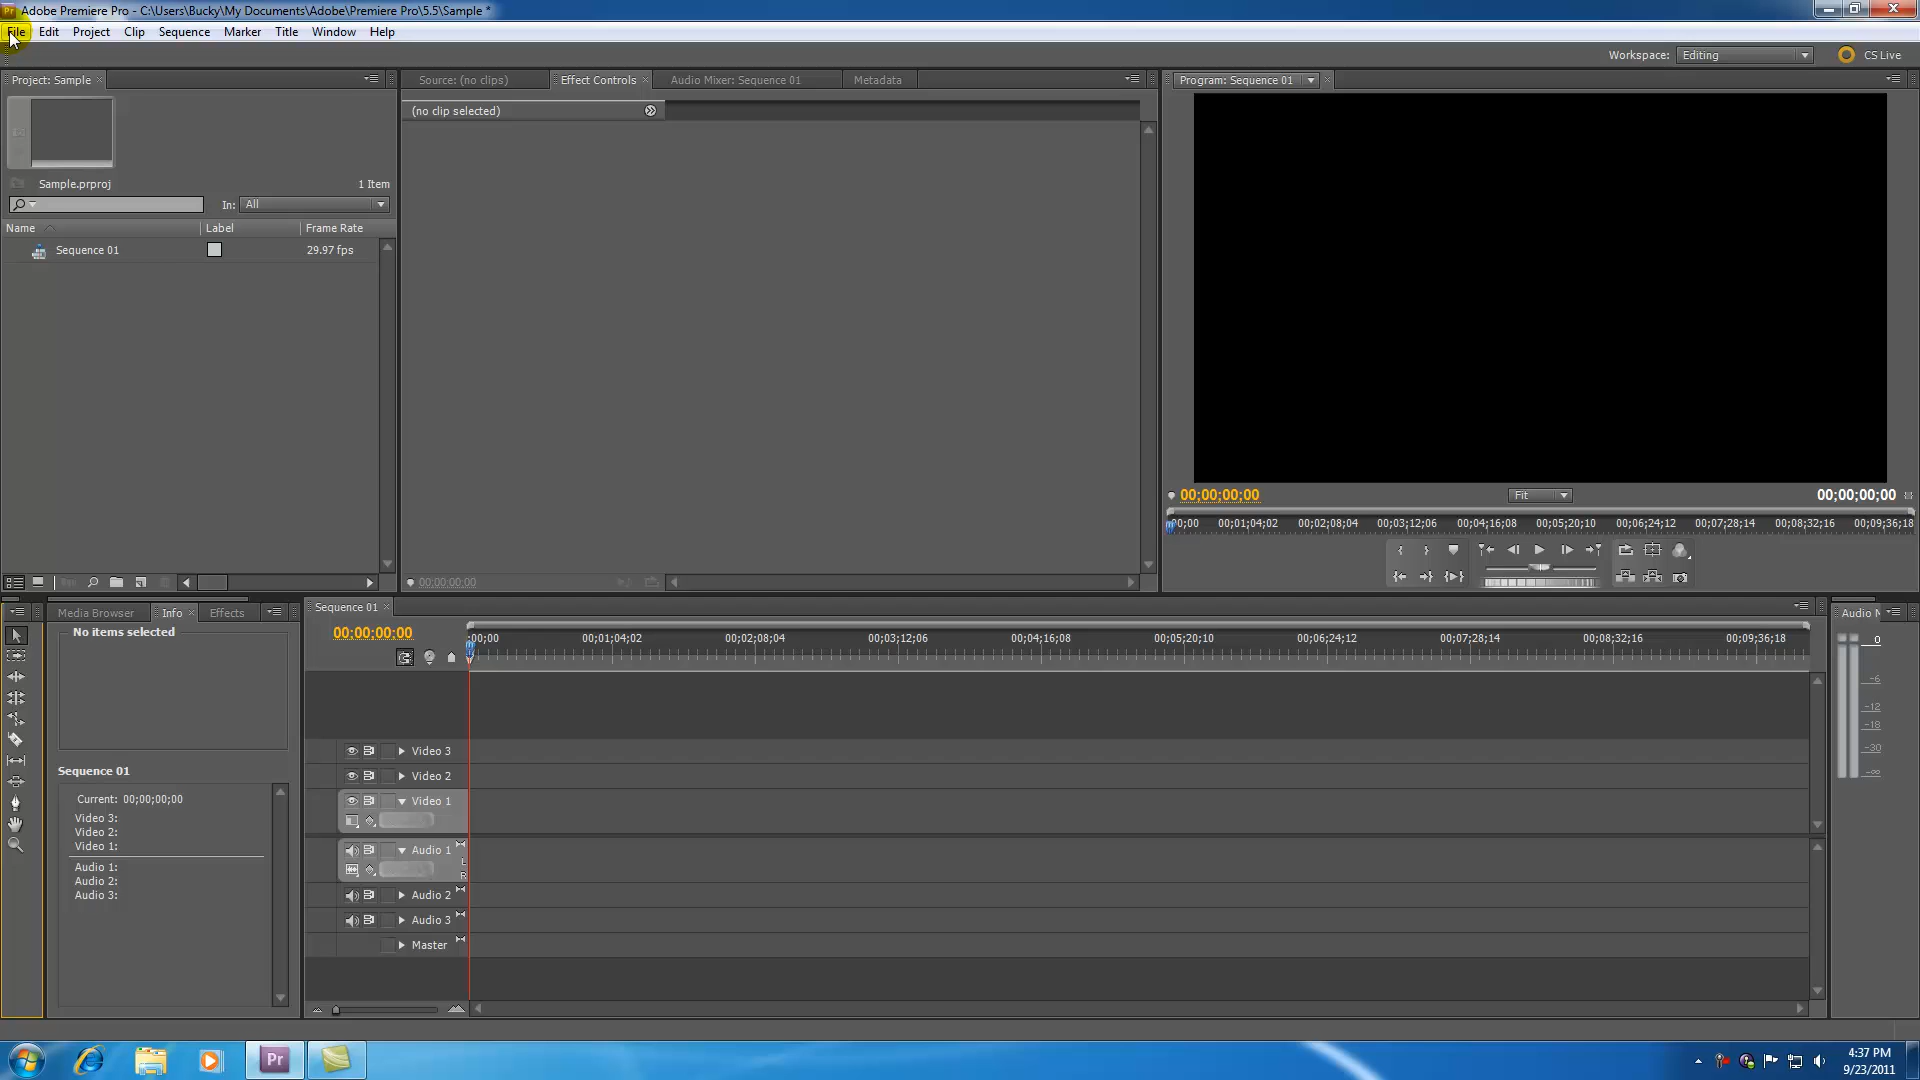 Adobe Premiere Pro - C:\Users\Bucky\My Documents\Adobe\Premiere Pro\5.5\Sample *
File Edit Project Clip Sequence Marker Title Window Help
Workspace: Editing CS Live
Project: Sample
Source: (no clips) Effect Controls Audio Mixer: Sequence 01 Metadata
Program: Sequence 01
(no clip selected)
Sample.prproj 1 Item
In: All
Name Label Frame Rate
Sequence 01 29.97 fps
00;00;00;00 Fit 00;00;00;00
00;00 00;01;04;02 00;02;08;04 00;03;12;06 00;04;16;08 00;05;20;10 00;06;24;12 00;07;28;14 00;08;32;16 00;09;36;18
00;00;00;00
Media Browser Info Effects
No items selected
Sequence 01
Current: 00;00;00;00
Video 3:
Video 2:
Video 1:
Audio 1:
Audio 2:
Audio 3:
Sequence 01
00;00;00;00
;00;00 00;01;04;02 00;02;08;04 00;03;12;06 00;04;16;08 00;05;20;10 00;06;24;12 00;07;28;14 00;08;32;16 00;09;36;18
Video 3
Video 2
Video 1
Audio 1
L
R
Audio 2
Audio 3
Master
Audio
0
-6
-12
-18
-30
-∞
Pr
4:37 PM
9/23/2011